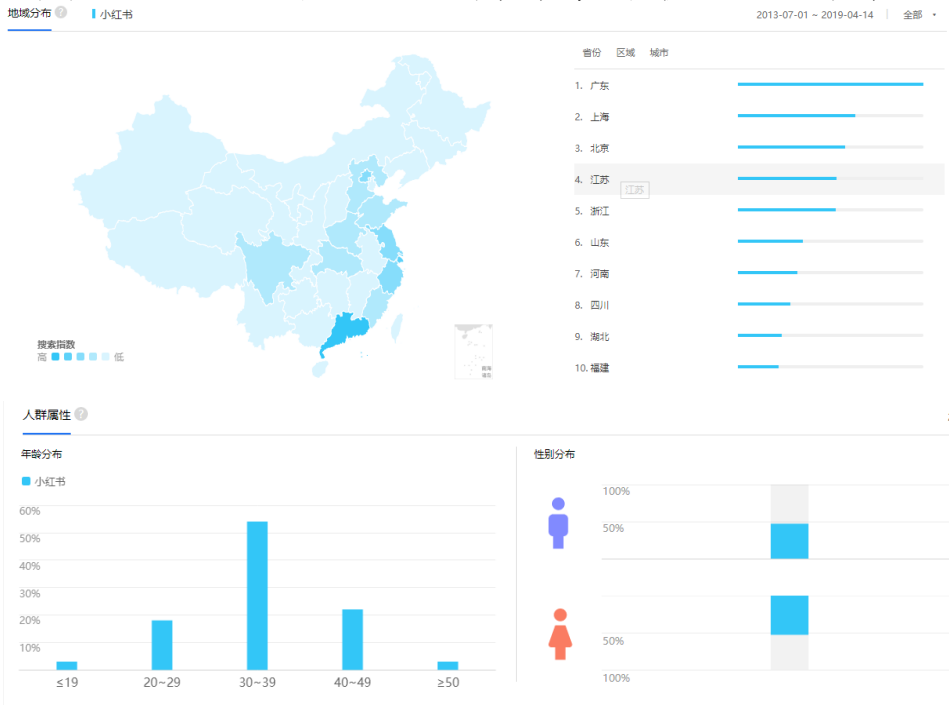 地域分布 ? 小红书 2013-07-01 ~ 2019-04-14 全部
省份 区域 城市
1. 广东
2. 上海
3. 北京
4. 江苏
江苏
5. 浙江
6. 山东
7. 河南
8. 四川
9. 湖北
10. 福建
搜索指数
高 低
南海
诸岛
人群属性 ?
年龄分布
小红书
60%
50%
40%
30%
20%
10%
≤19 20~29 30~39 40~49 ≥50
性别分布
100%
50%
50%
100%